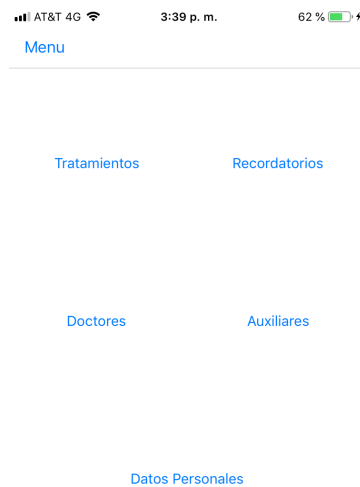 AT&T 4G 3:39 p. m. 62 %
Menu
Tratamientos Recordatorios
Doctores Auxiliares
Datos Personales